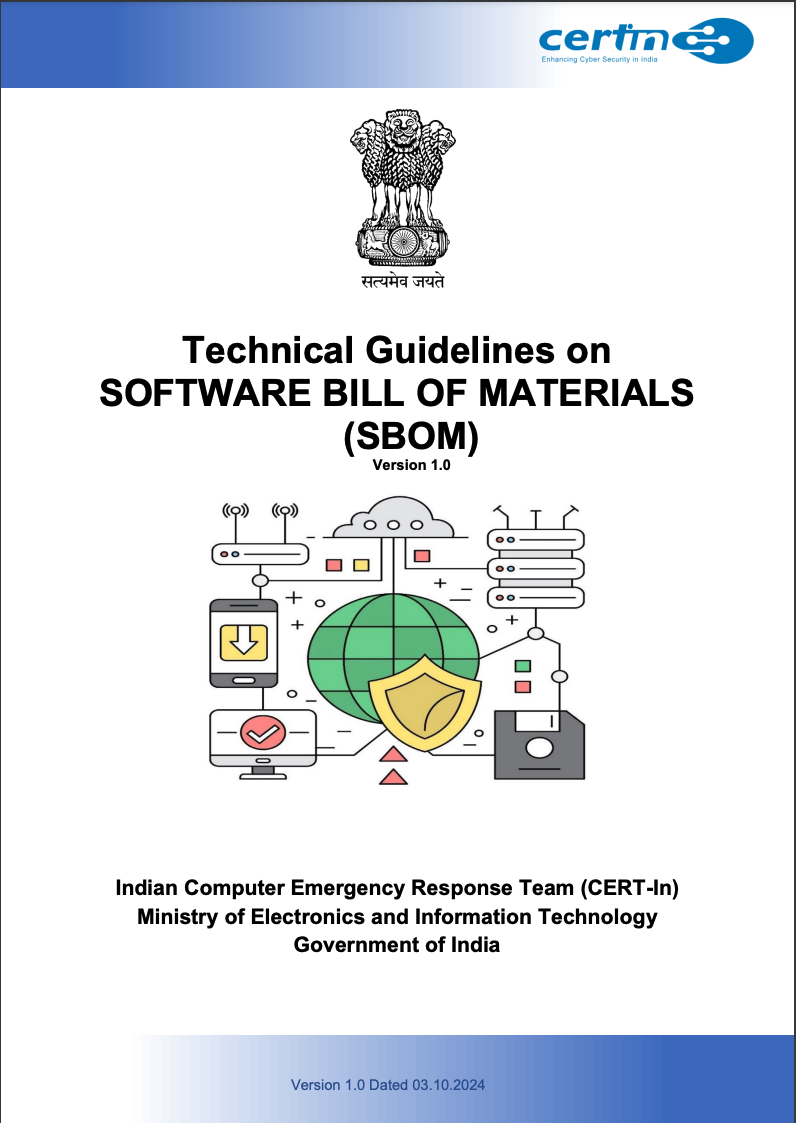 certin
Enhancing Cyber Security in India
सत्यमेव जयते
Technical Guidelines on
SOFTWARE BILL OF MATERIALS
(SBOM)
Version 1.0
Indian Computer Emergency Response Team (CERT-In)
Ministry of Electronics and Information Technology
Government of India
Version 1.0 Dated 03.10.2024